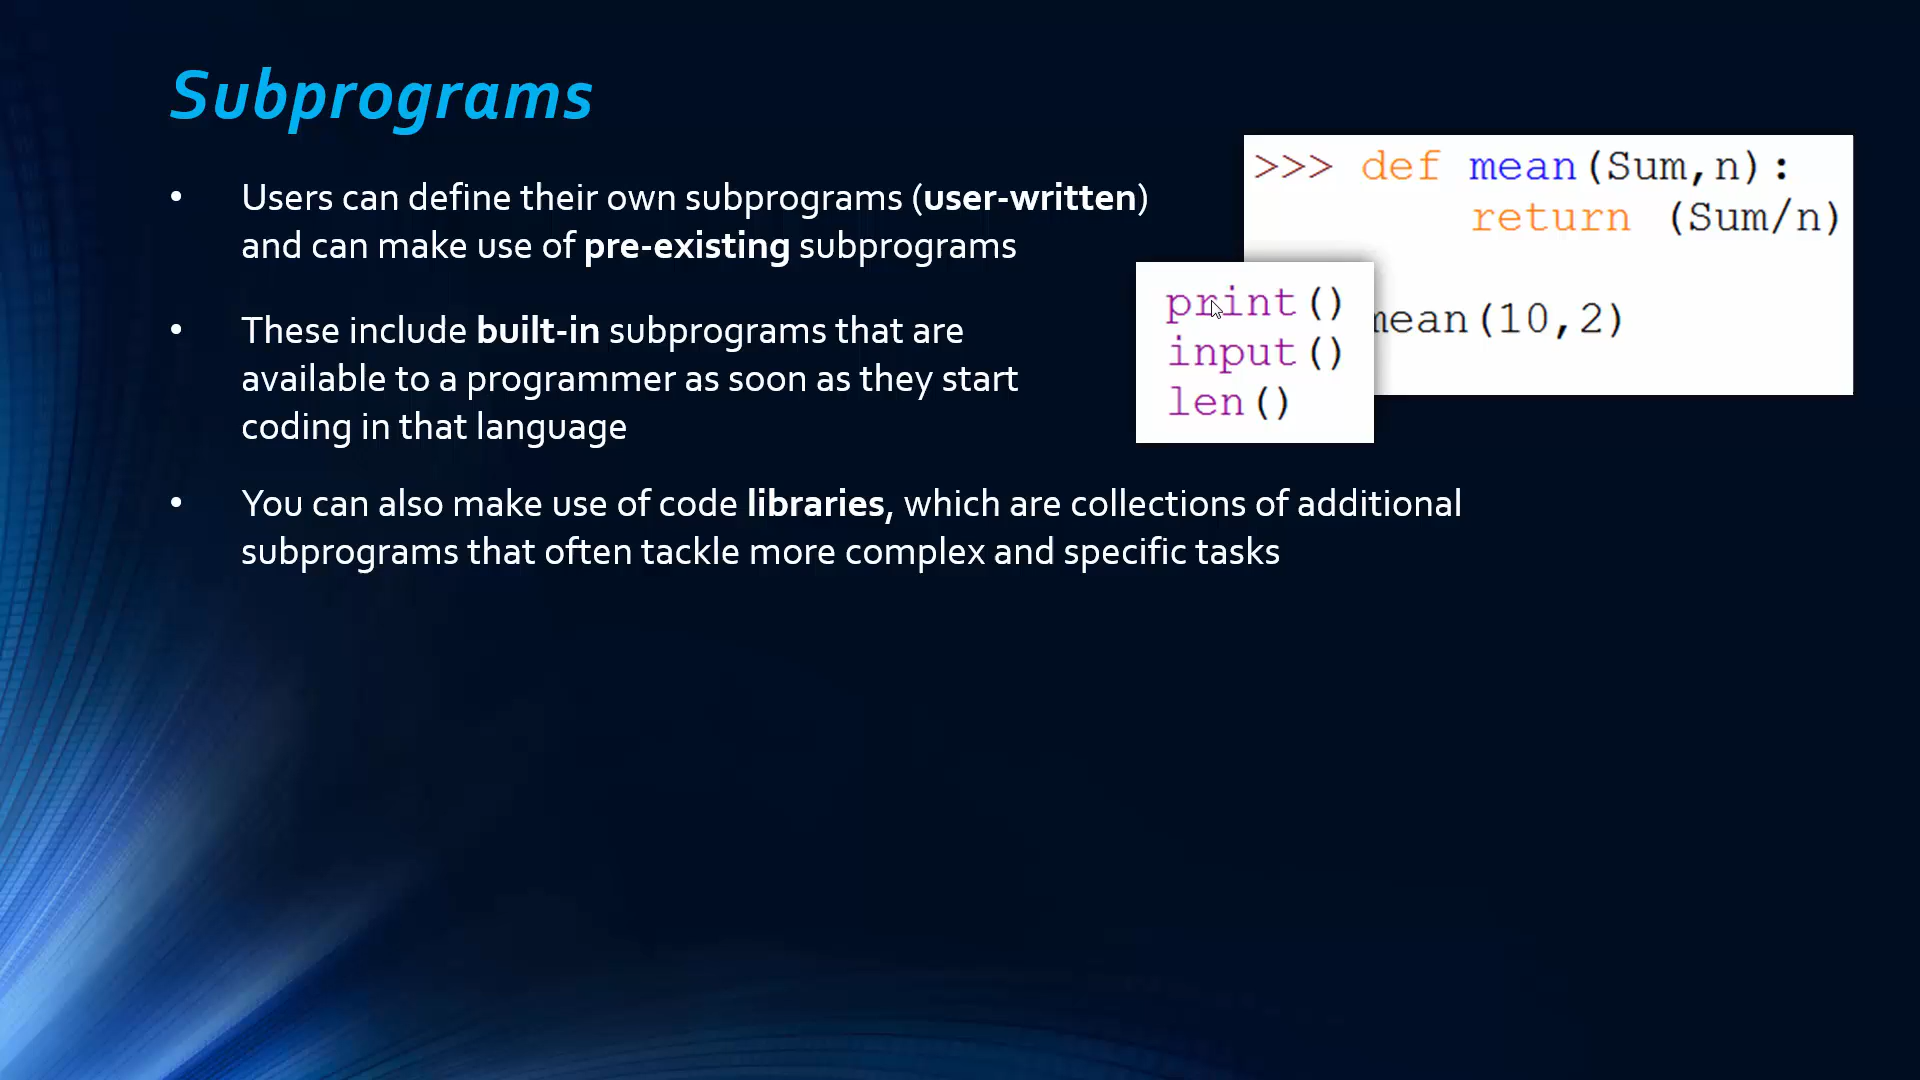 Subprograms
• Users can define their own subprograms (user-written)
and can make use of pre-existing subprograms
• These include built-in subprograms that are
available to a programmer as soon as they start
coding in that language
• You can also make use of code libraries, which are collections of additional
subprograms that often tackle more complex and specific tasks
>>> def mean(Sum,n):
return (Sum/n)
mean(10,2)
print()
input()
len()